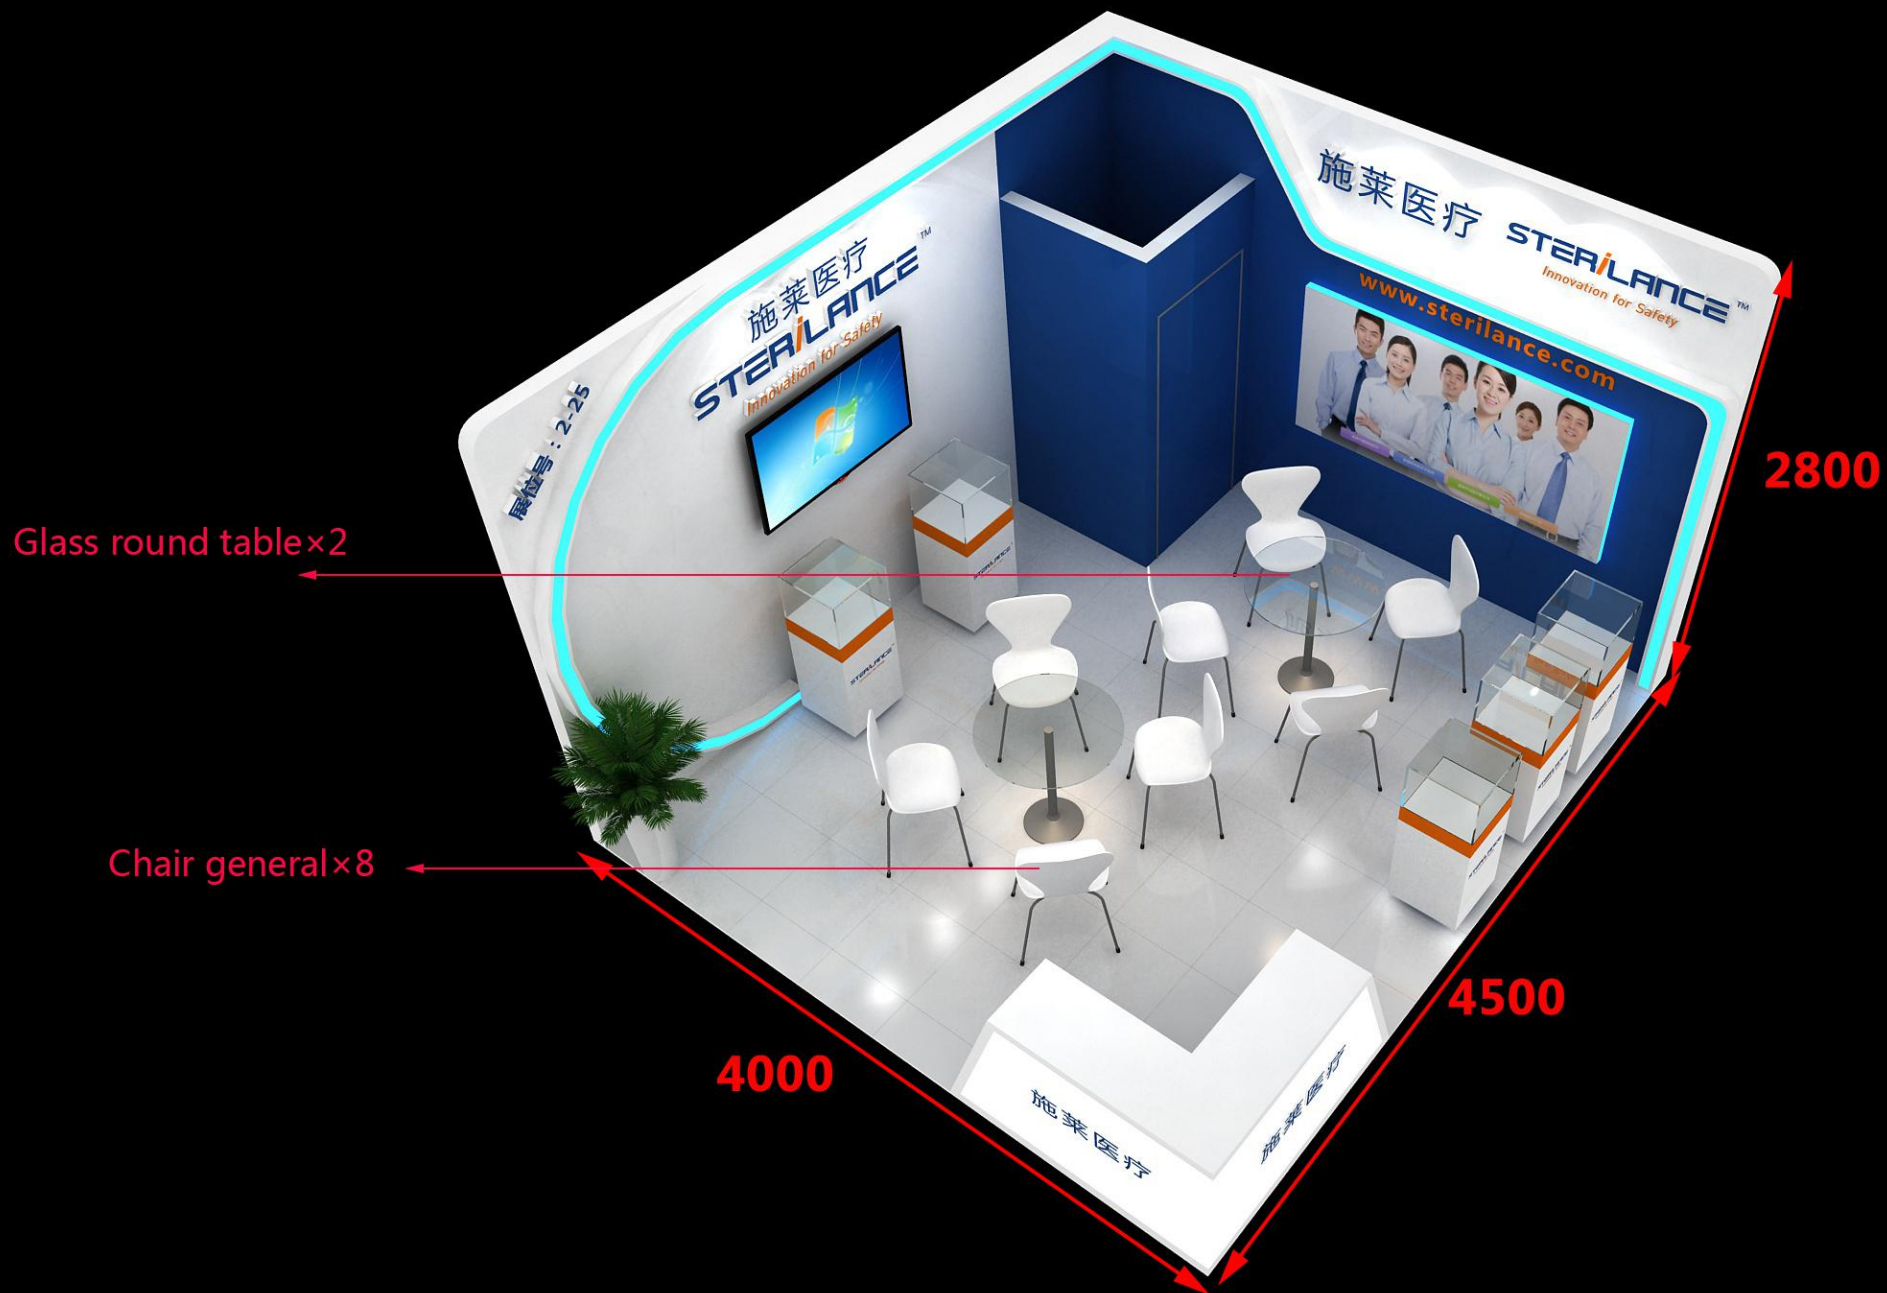 施莱医疗
STERiLANCE™
Innovation for Safety
施莱医疗 STERiLANCE™
Innovation for Safety
www.sterilance.com
展位号：2-25
2800
Glass round table×2
Chair general×8
STERiLANCE
STERiLANCE
4500
4000
施莱医疗
施莱医疗